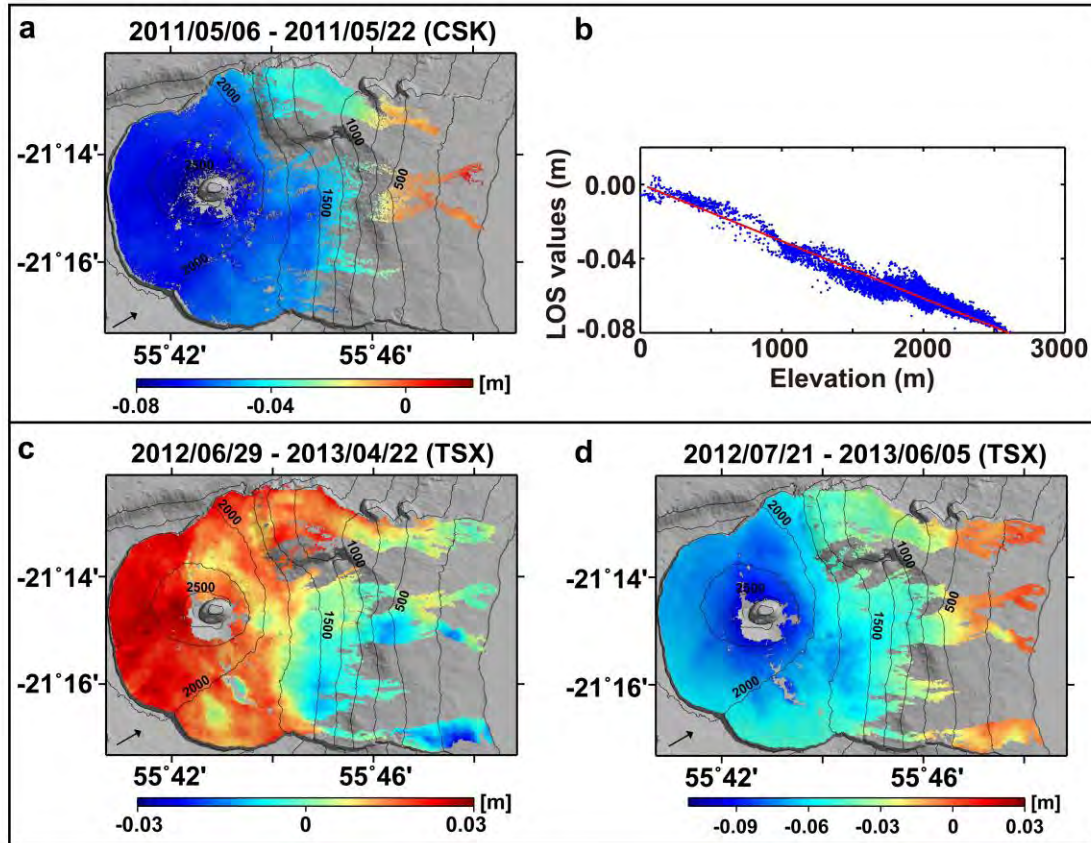 a
2011/05/06 - 2011/05/22 (CSK)
2000
1000
2500
500
1500
2000
-21˚14'
-21˚16'
55˚42' 55˚46'
[m]
-0.08 -0.04 0
b
LOS values (m)
0.00
-0.04
-0.08
0 1000 2000 3000
Elevation (m)
c
2012/06/29 - 2013/04/22 (TSX)
2000
1000
2500
500
1500
2000
-21˚14'
-21˚16'
55˚42' 55˚46'
[m]
-0.03 0 0.03
d
2012/07/21 - 2013/06/05 (TSX)
2000
1000
2500
500
1500
2000
-21˚14'
-21˚16'
55˚42' 55˚46'
[m]
-0.09 -0.06 -0.03 0 0.03